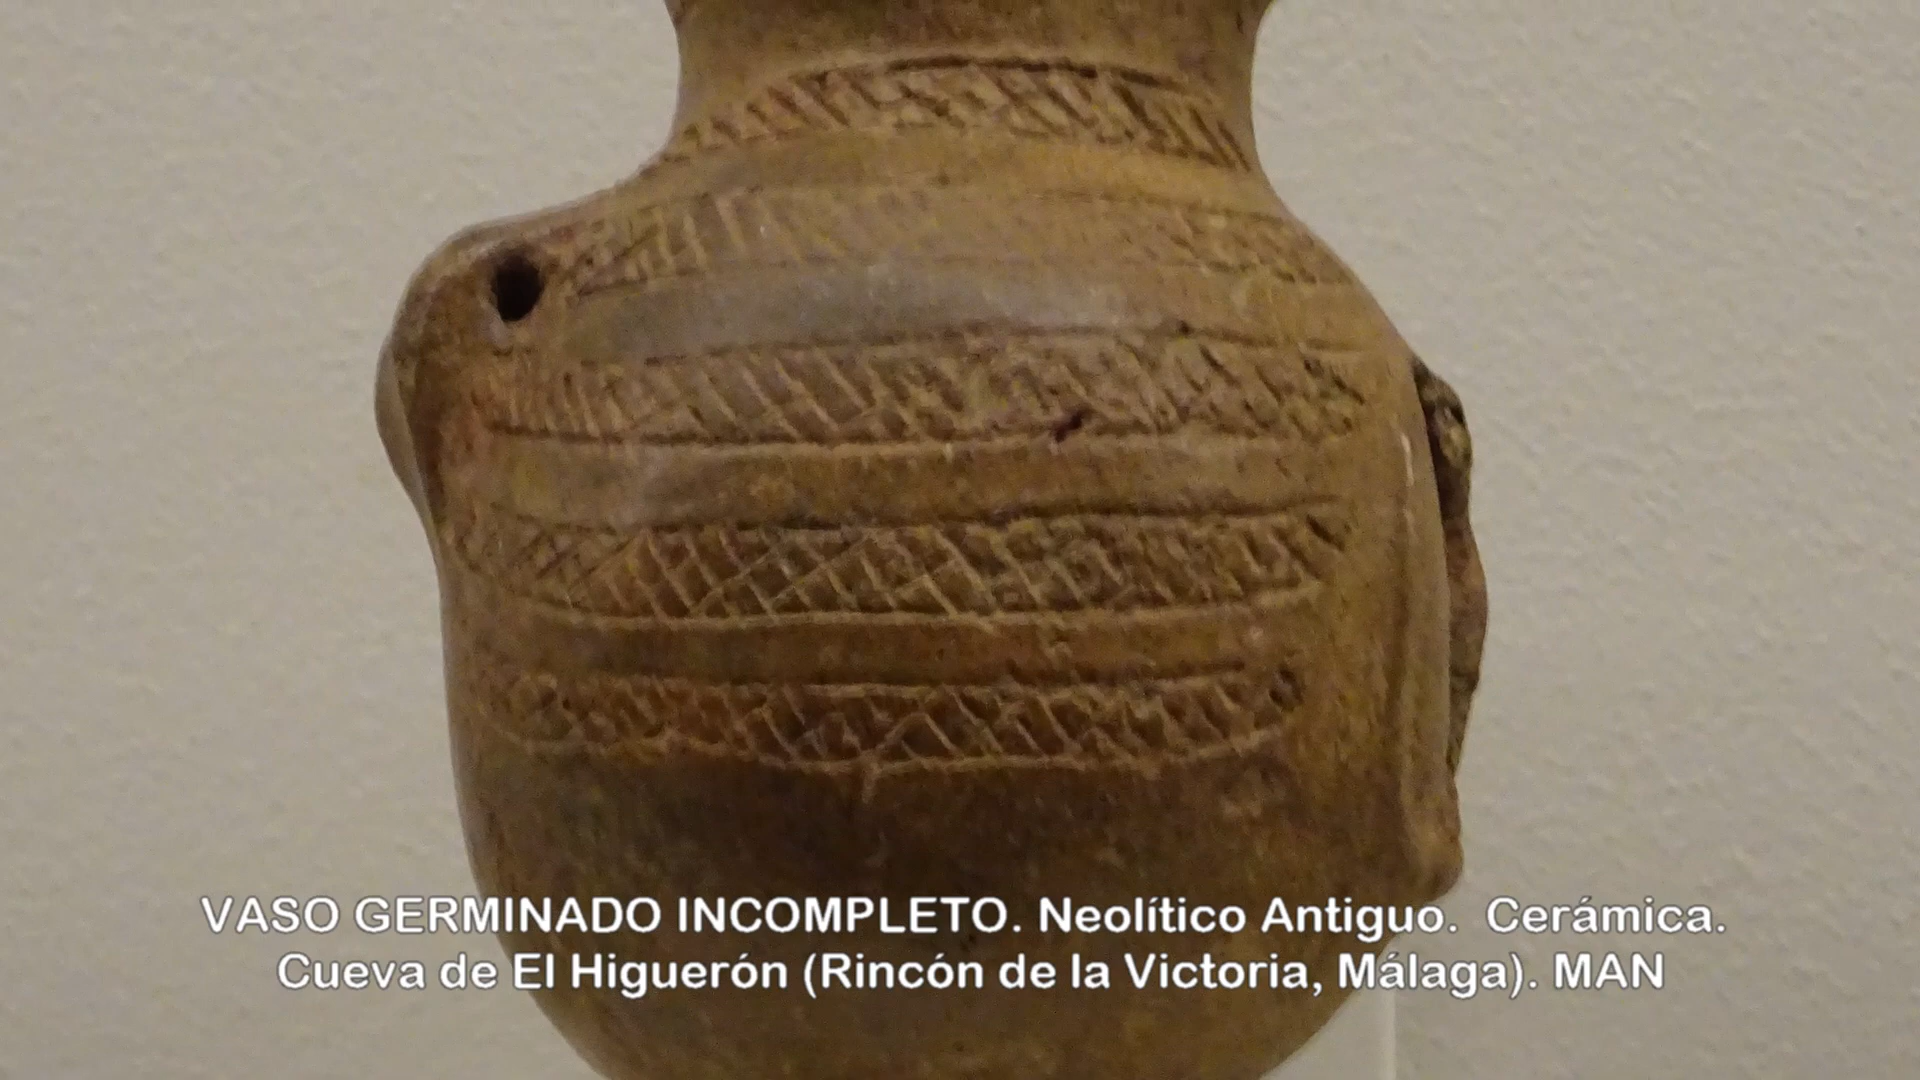 VASO GERMINADO INCOMPLETO. Neolítico Antiguo. Cerámica.
Cueva de El Higuerón (Rincón de la Victoria, Málaga). MAN